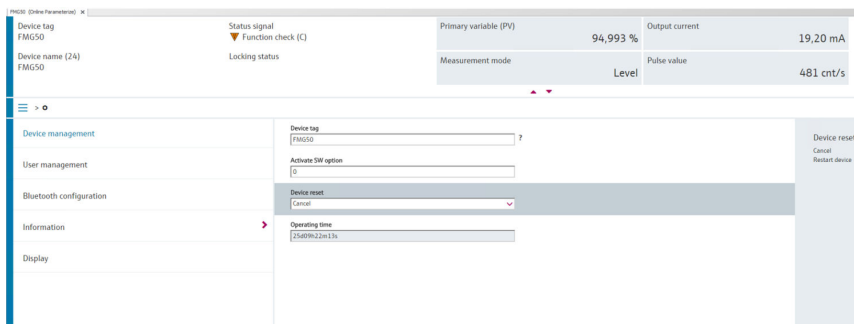 FMG50 (Online Parameterize) X
Device tag
FMG50
Status signal
Function check (C)
Primary variable (PV)
94,993 %
Output current
19,20 mA
Device name (24)
FMG50
Locking status
Measurement mode
Level
Pulse value
481 cnt/s
>
Device management
User management
Bluetooth configuration
Information
Display
Device tag
FMG50
?
Activate SW option
0
Device reset
Cancel
Operating time
25d09h22m13s
Device reset
Cancel
Restart device